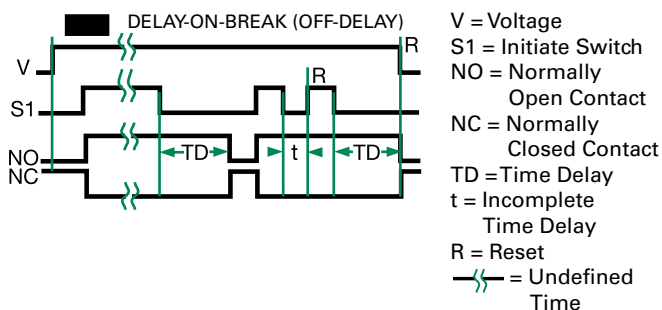 DELAY-ON-BREAK (OFF-DELAY)
R
V
R
S1
NO
TD
t
TD
NC
V = Voltage
S1 = Initiate Switch
NO = Normally
Open Contact
NC = Normally
Closed Contact
TD = Time Delay
t = Incomplete
Time Delay
R = Reset
= Undefined
Time